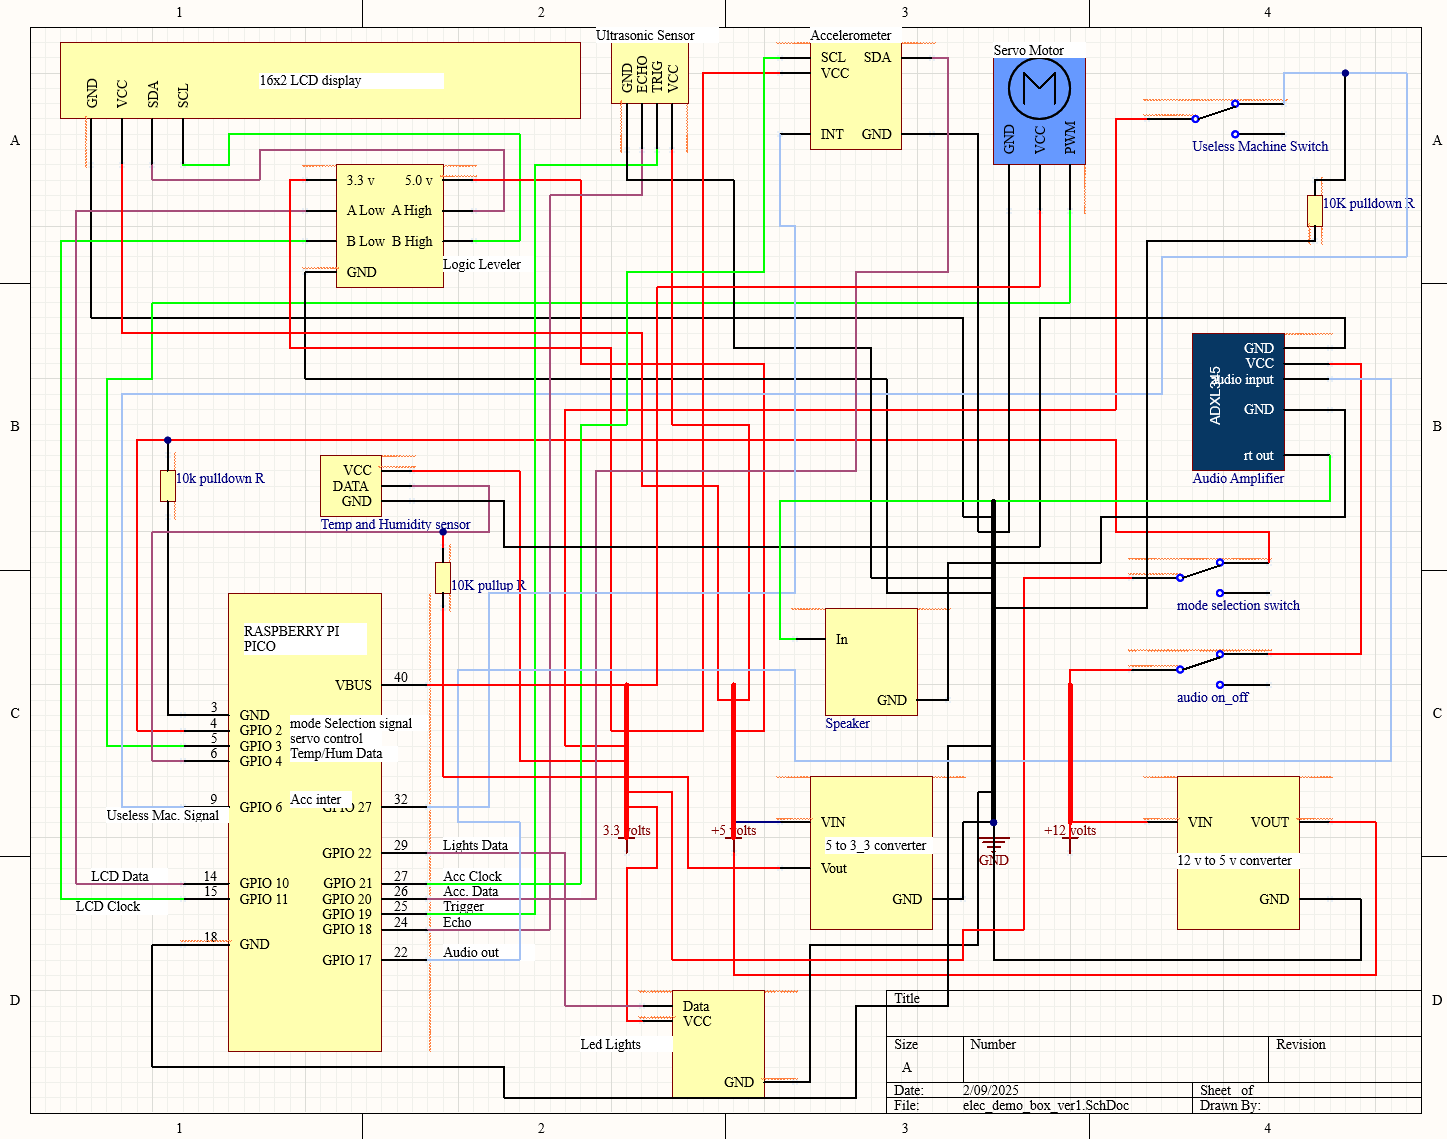 1
2
3
4
A
A
B
B
C
C
D
D
1
2
3
4
16x2 LCD display
GND
VCC
SDA
SCL
Ultrasonic Sensor
GND
ECHO
TRIG
VCC
Accelerometer
SCL
SDA
VCC
INT
GND
Servo Motor
GND
VCC
PWM
Useless Machine Switch
10K pulldown R
3.3 v
5.0 v
A Low
A High
B Low
B High
GND
Logic Leveler
GND
VCC
audio input
GND
rt out
ADXL345
Audio Amplifier
10k pulldown R
VCC
DATA
GND
Temp and Humidity sensor
10K pullup R
mode selection switch
audio on_off
In
GND
Speaker
RASPBERRY PI
PICO
VBUS
40
3
GND
4
GPIO 2
mode Selection signal
5
GPIO 3
servo control
6
GPIO 4
Temp/Hum Data
9
GPIO 6
Acc inter
GPIO 27
32
Useless Mac. Signal
GPIO 22
29
Lights Data
LCD Data
14
GPIO 10
GPIO 21
27
Acc Clock
LCD Clock
15
GPIO 11
GPIO 20
26
Acc. Data
GPIO 19
25
Trigger
GPIO 18
24
Echo
18
GND
GPIO 17
22
Audio out
3.3 volts
+5 volts
GND
+12 volts
VIN
5 to 3_3 converter
Vout
GND
VIN
VOUT
12 v to 5 v converter
GND
Data
VCC
GND
Led Lights
Title
Size
Number
Revision
A
Date:
2/09/2025
Sheet of
File:
elec_demo_box_ver1.SchDoc
Drawn By: